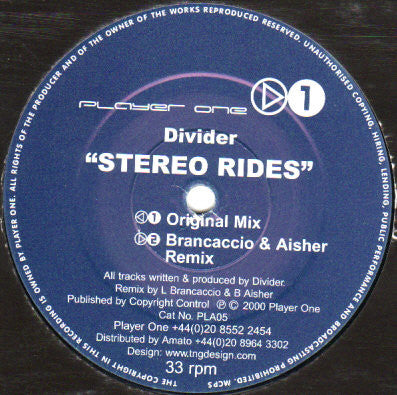 ALL RIGHTS OF THE PRODUCER AND OF THE OWNER OF THE WORKS REPRODUCED RESERVED. UNAUTHORISED COPYING, HIRING, LENDING, PUBLIC PERFORMANCE AND BROADCASTING PROHIBITED. MCPS
THE COPYRIGHT IN THIS RECORDING IS OWNED BY PLAYER ONE.
PLAYER ONE 1
Divider
“STEREO RIDES”
1 Original Mix
2 Brancaccio & Aisher
Remix
All tracks written & produced by Divider.
Remix by L Brancaccio & B Aisher
Published by Copyright Control ℗ © 2000 Player One
Cat No. PLA05
Player One +44(0)20 8552 2454
Distributed by Amato +44(0)20 8964 3302
Design: www.tngdesign.com
33 rpm